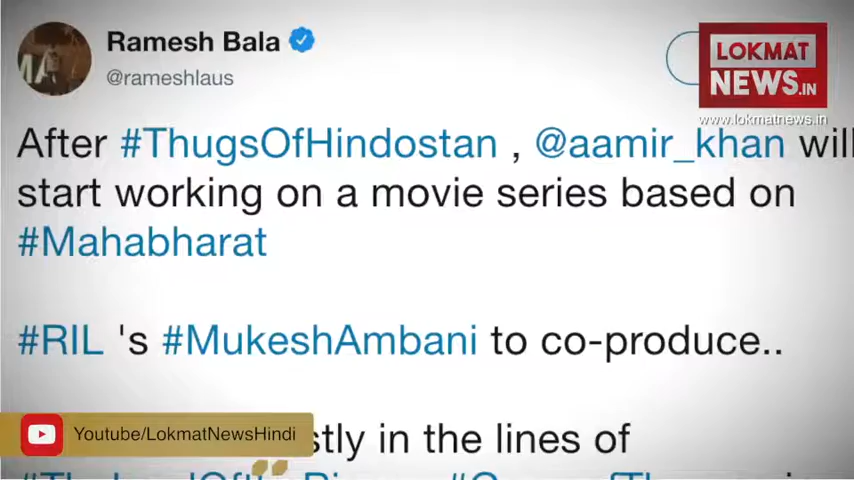 Ramesh Bala
@rameshlaus
LOKMAT
NEWS.IN
www.lokmatnews.in
After #ThugsOfHindostan , @aamir_khan will
start working on a movie series based on
#Mahabharat
#RIL 's #MukeshAmbani to co-produce..
in the lines of
Youtube/LokmatNewsHindi